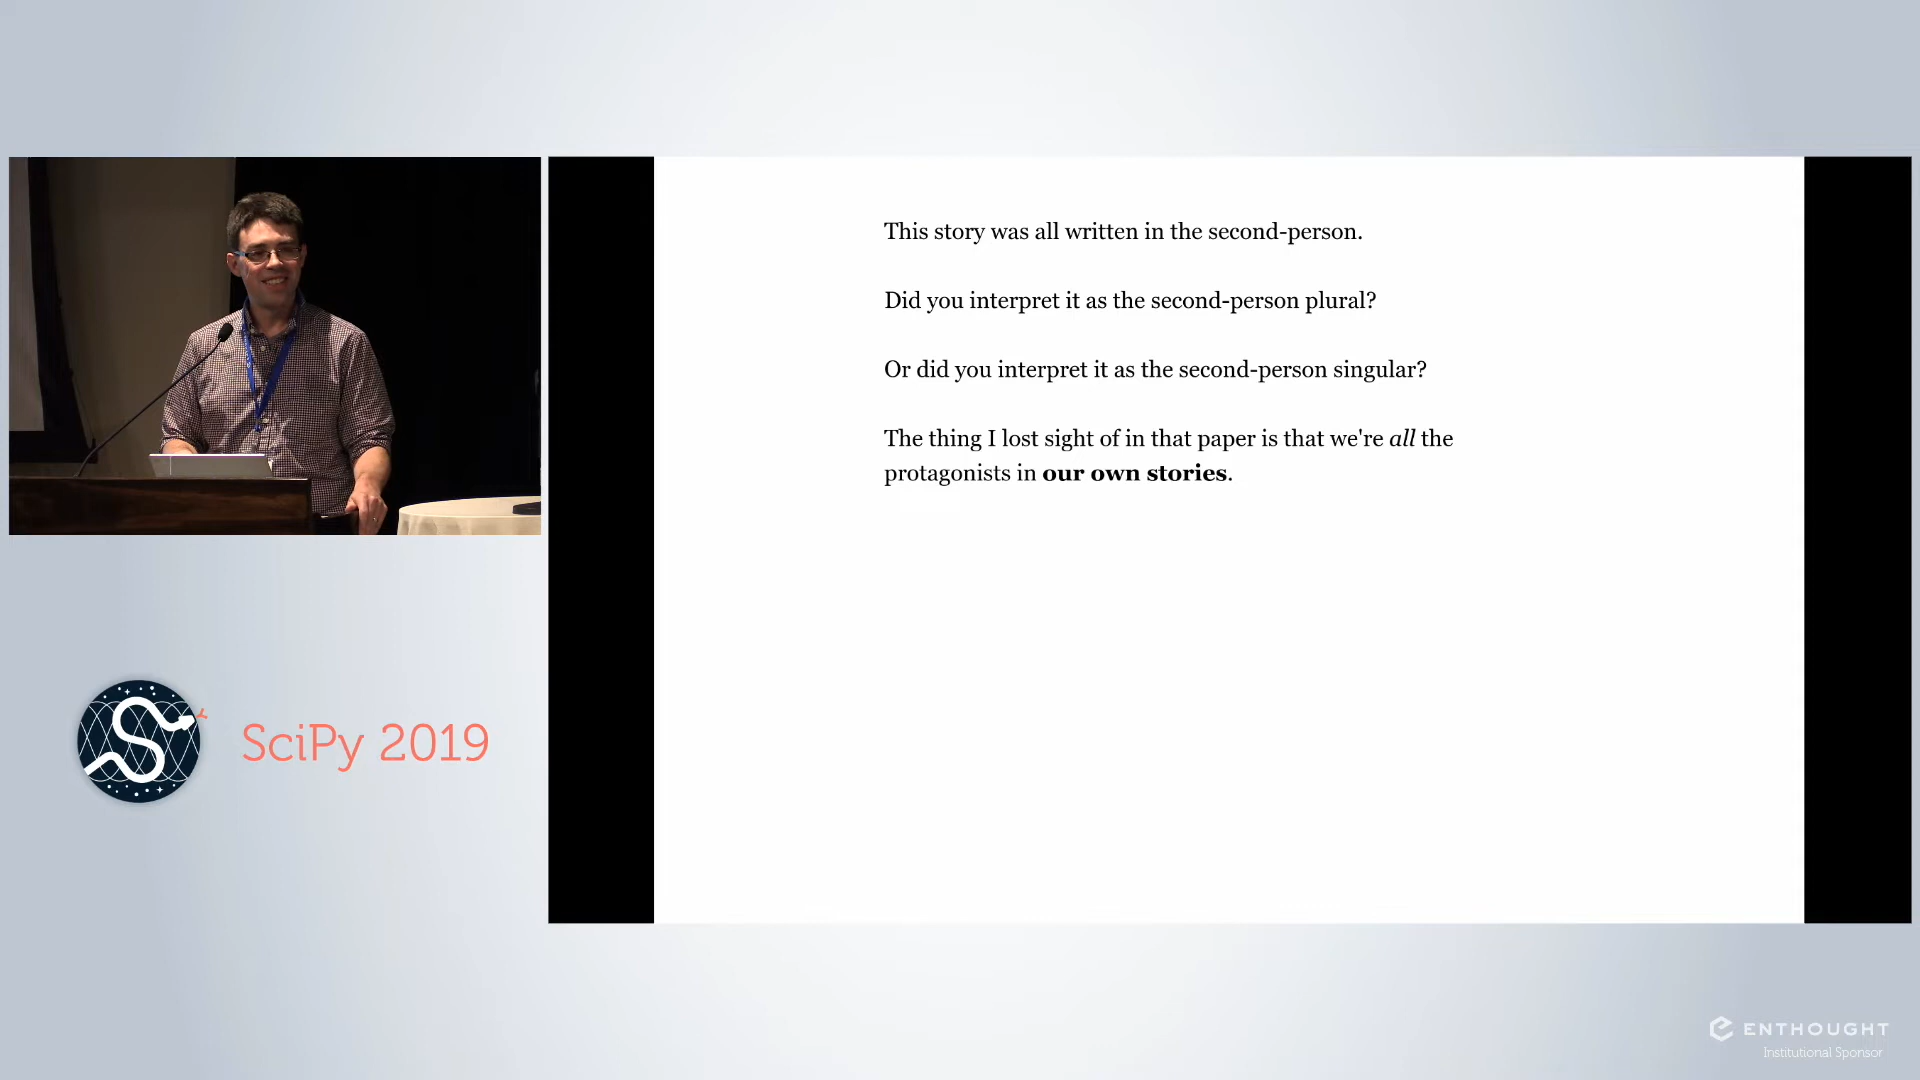 This story was all written in the second-person.
Did you interpret it as the second-person plural?
Or did you interpret it as the second-person singular?
The thing I lost sight of in that paper is that we're all the
protagonists in our own stories.
SciPy 2019
ENTHOUGHT
Institutional Sponsor